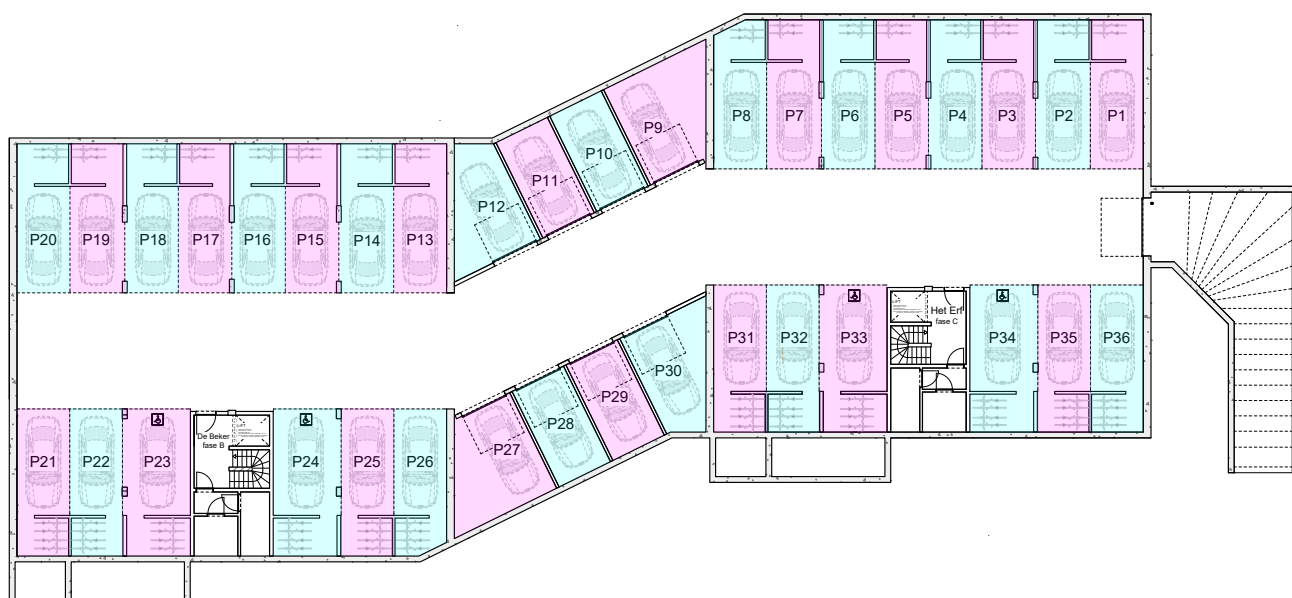 P8 P7 P6 P5 P4 P3 P2 P1
P9
P10
P11
P12
P20 P19 P18 P17 P16 P15 P14 P13
P31 P32 P33
LIFT
Het Erf
fase C
P34 P35 P36
P30
P29
P28
P27
P21 P22 P23
De Beker
fase B
LIFT
P24 P25 P26